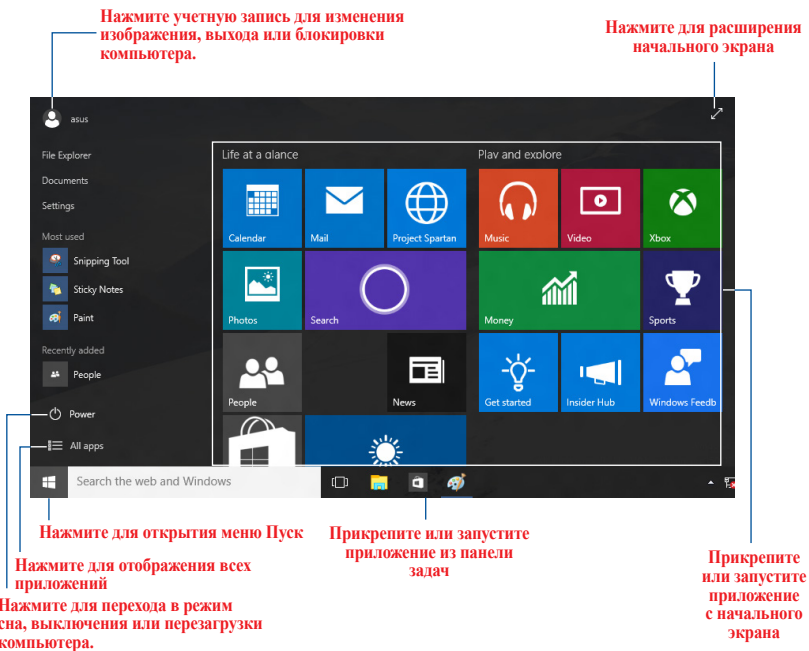 Нажмите учетную запись для изменения
изображения, выхода или блокировки
компьютера.
Нажмите для расширения
начального экрана
asus
File Explorer
Documents
Settings
Most used
Snipping Tool
Sticky Notes
Paint
Recently added
People
Power
All apps
Search the web and Windows
Life at a glance
Calendar
Mail
Project Spartan
Photos
Search
People
News
Play and explore
Music
Video
Xbox
Money
Sports
Get started
Insider Hub
Windows Feedb
Нажмите для открытия меню Пуск
Нажмите для отображения всех
приложений
Нажмите для перехода в режим
сна, выключения или перезагрузки
компьютера.
Прикрепите или запустите
приложение из панели
задач
Прикрепите
или запустите
приложение
с начального
экрана